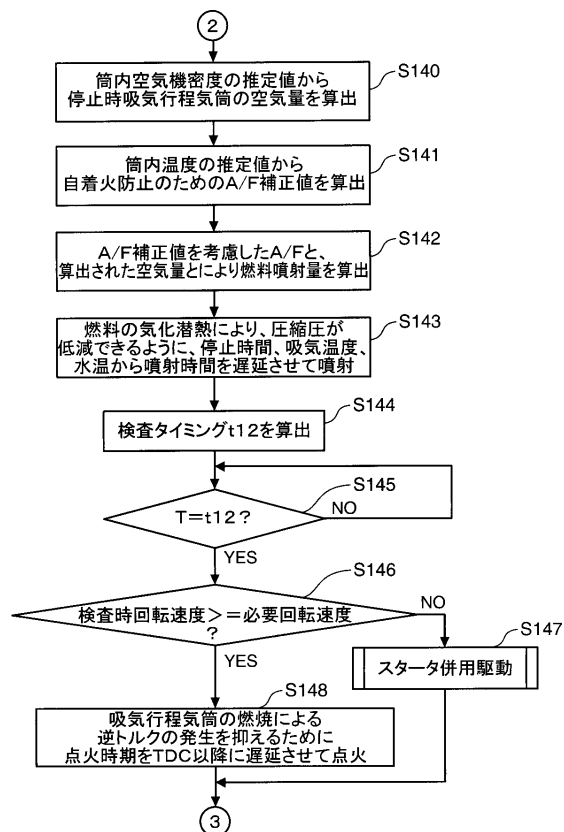 2
筒内空気機密度の推定値から
停止時吸気行程気筒の空気量を算出
S140
筒内温度の推定値から
自着火防止のためのA/F補正値を算出
S141
A/F補正値を考慮したA/Fと、
算出された空気量とにより燃料噴射量を算出
S142
燃料の気化潜熱により、圧縮圧が
低減できるように、停止時間、吸気温度、
水温から噴射時間を遅延させて噴射
S143
検査タイミングt12を算出
S144
T=t12?
S145
NO
YES
検査時回転速度>=必要回転速度
?
S146
NO
YES
スタータ併用駆動
S147
吸気行程気筒の燃焼による
逆トルクの発生を抑えるために
点火時期をTDC以降に遅延させて点火
S148
3